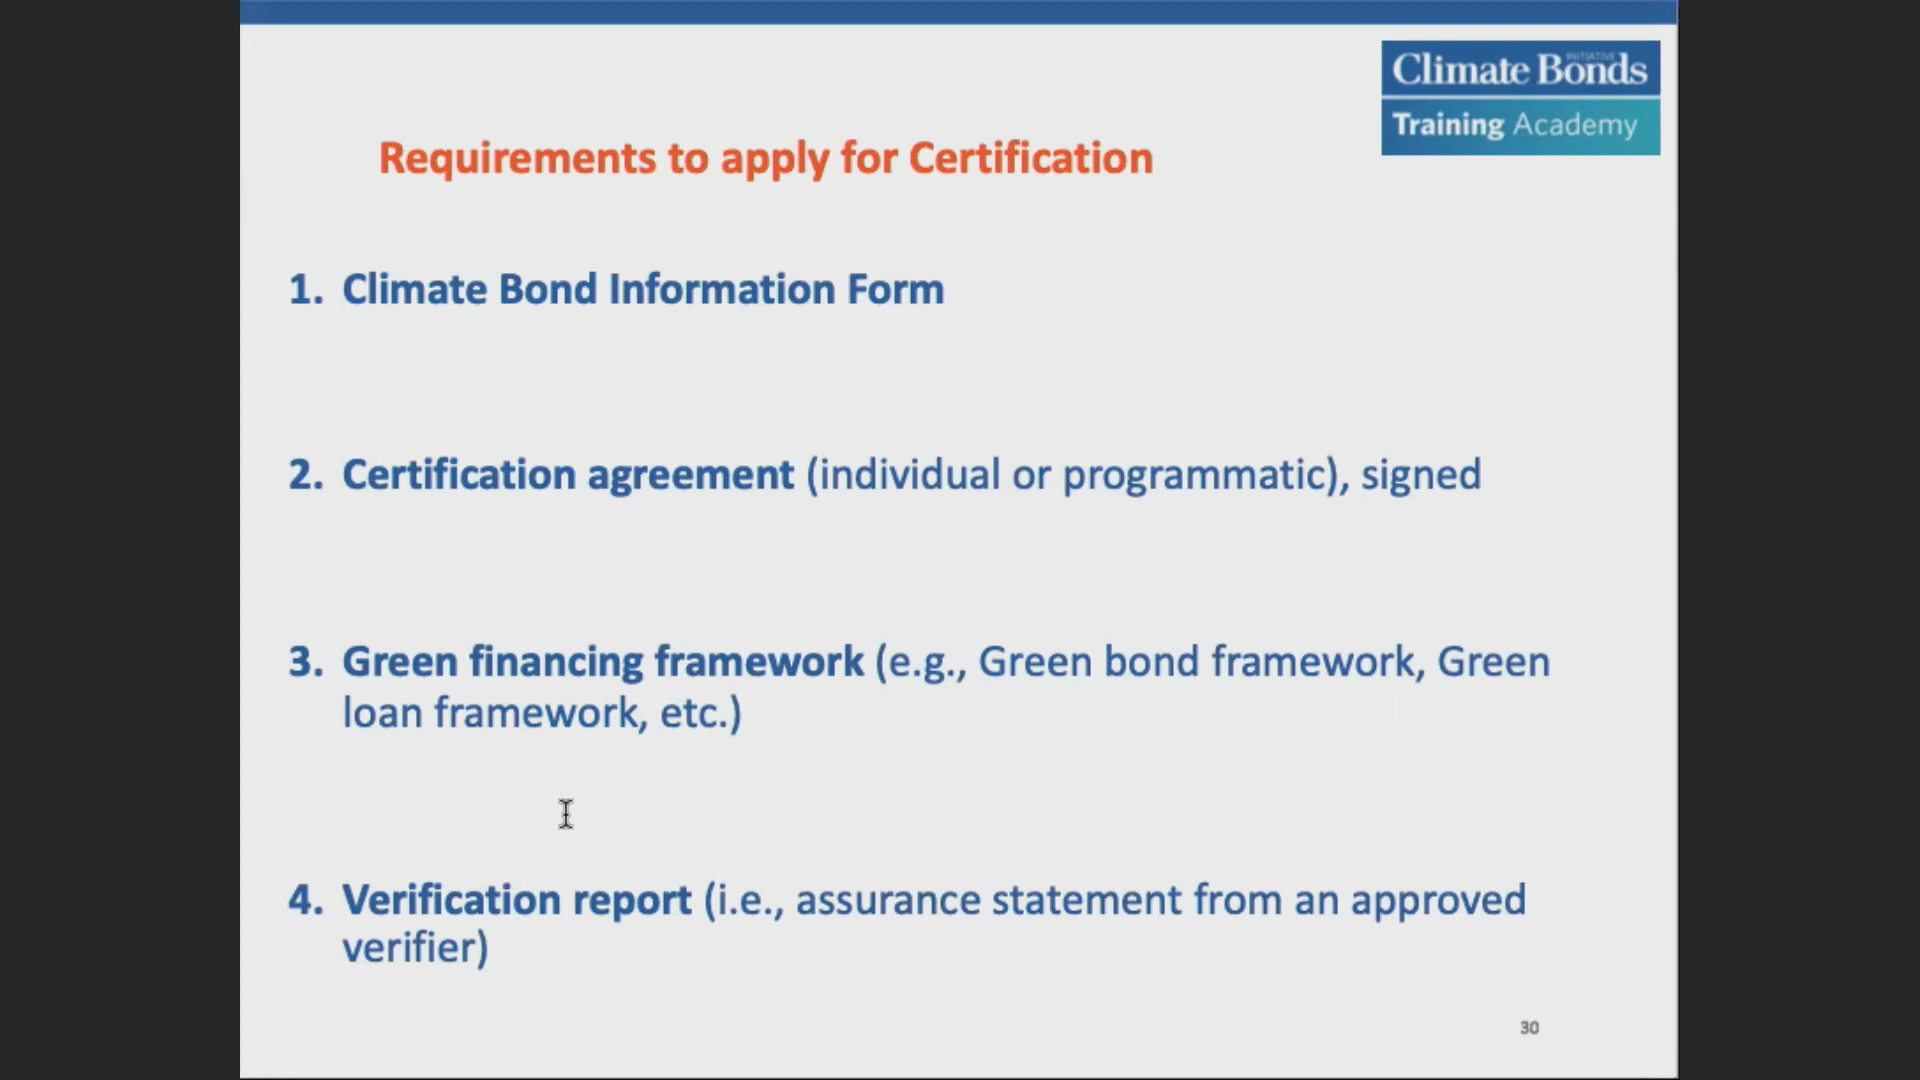 Climate Bonds
INITIATIVE
Training Academy
Requirements to apply for Certification
1. Climate Bond Information Form
2. Certification agreement (individual or programmatic), signed
3. Green financing framework (e.g., Green bond framework, Green
loan framework, etc.)
4. Verification report (i.e., assurance statement from an approved
verifier)
30